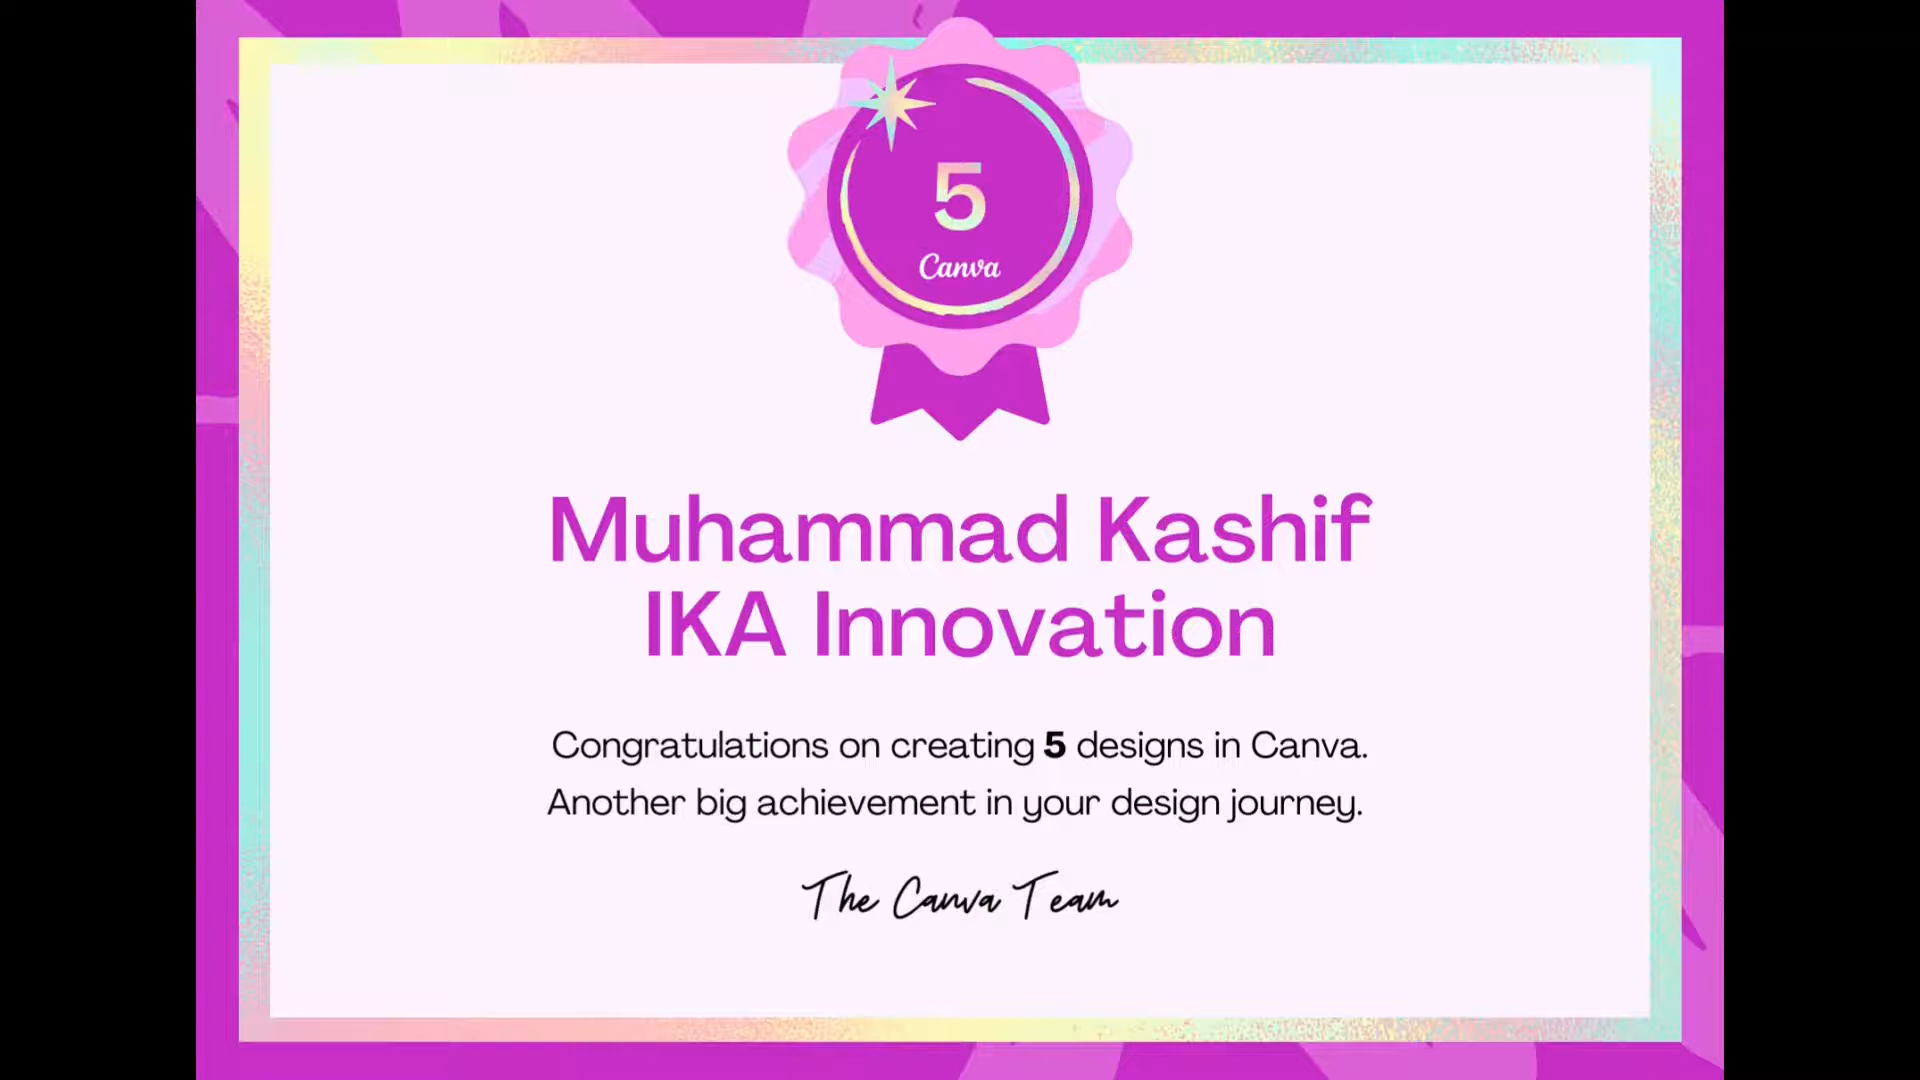 5
Canva
Muhammad Kashif
IKA Innovation
Congratulations on creating 5 designs in Canva.
Another big achievement in your design journey.
The Canva Team